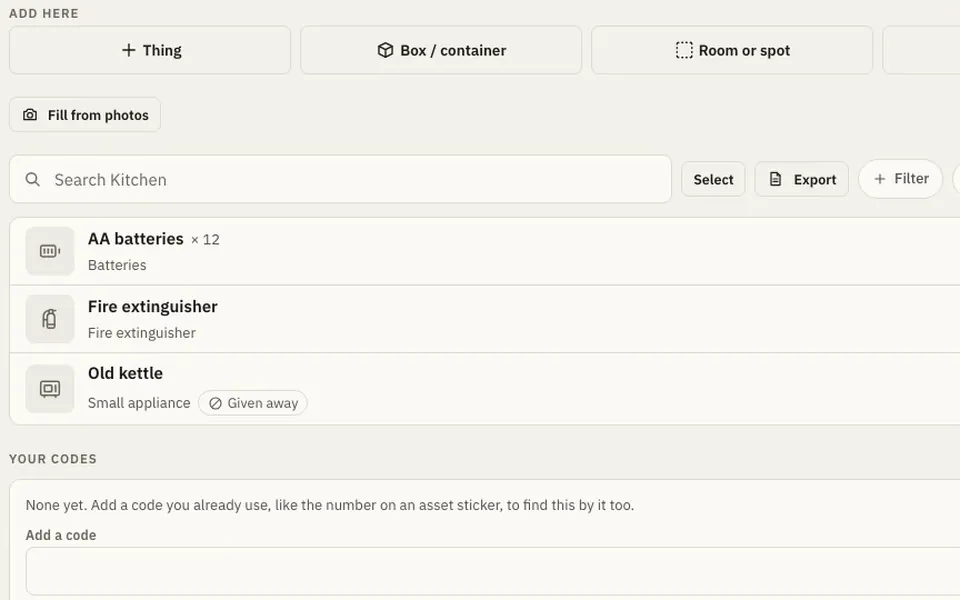 ADD HERE
Thing
Box / container
Room or spot
Fill from photos
Search Kitchen
Select
Export
+ Filter
AA batteries × 12
Batteries
Fire extinguisher
Fire extinguisher
Old kettle
Small appliance
Given away
YOUR CODES
None yet. Add a code you already use, like the number on an asset sticker, to find this by it too.
Add a code